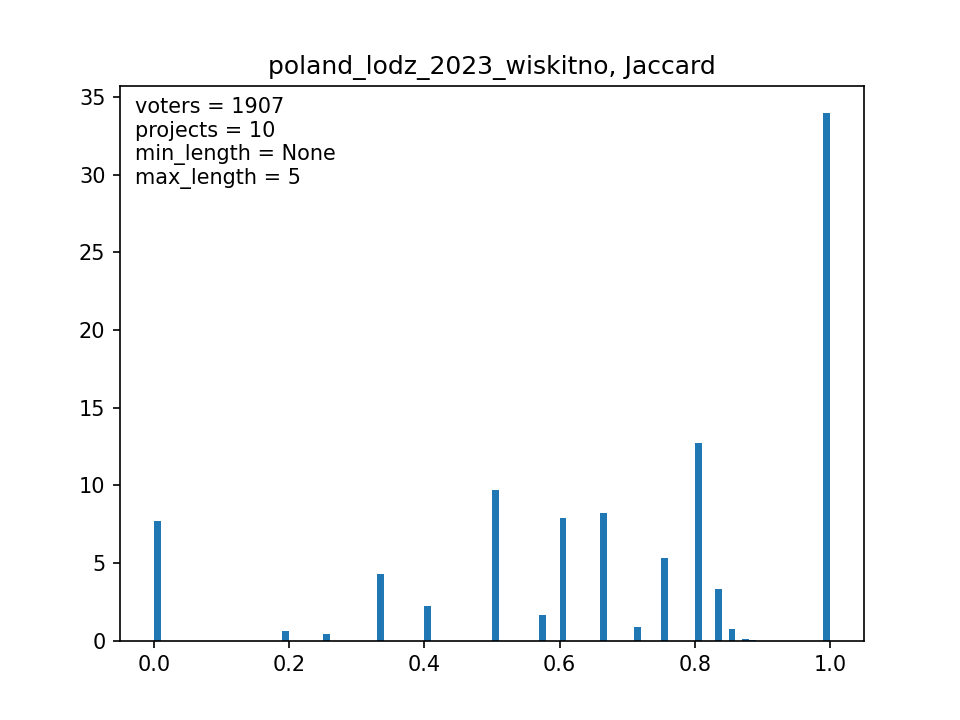 poland_lodz_2023_wiskitno, Jaccard
voters = 1907
projects = 10
min_length = None
max_length = 5
35
30
25
20
15
10
5
0
0.0 0.2 0.4 0.6 0.8 1.0